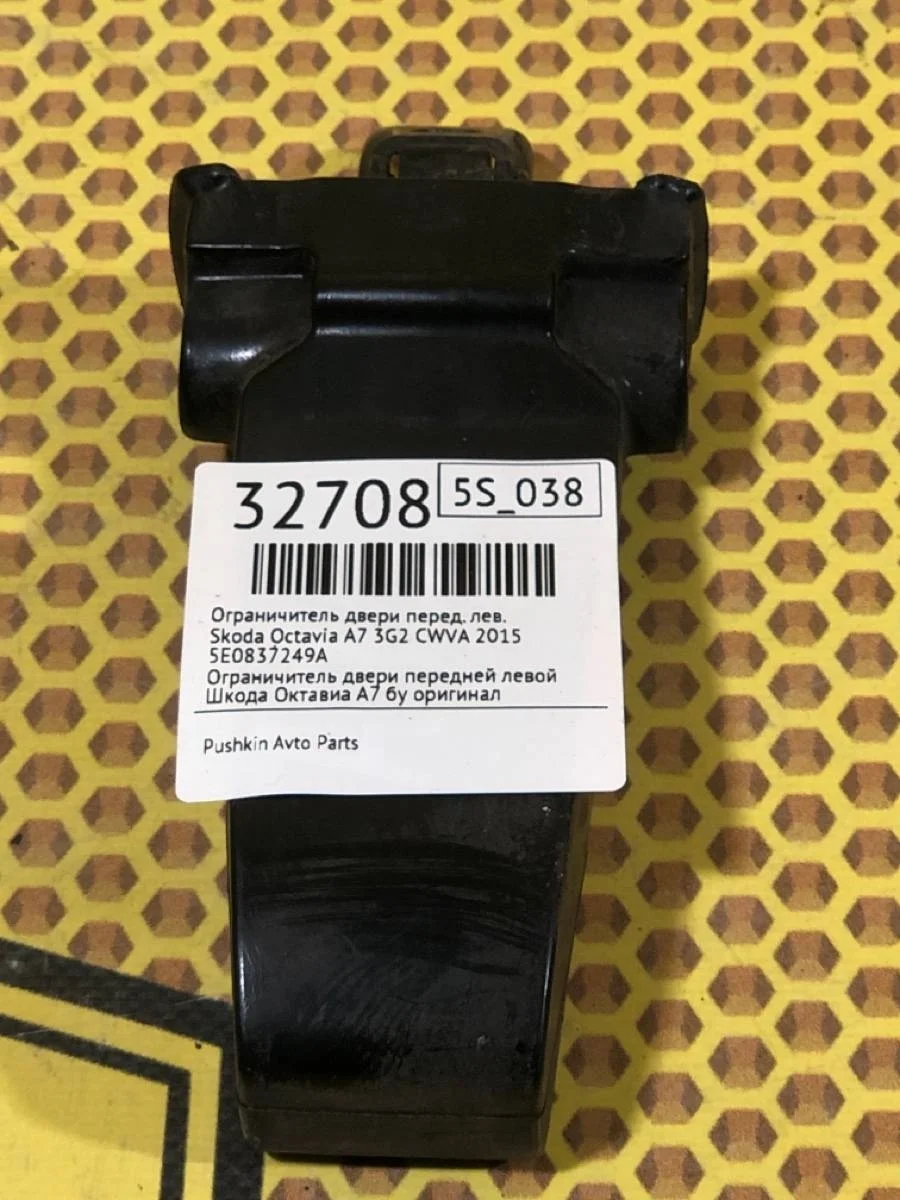 32708 5S_038
Ограничитель двери перед. лев.
Skoda Octavia A7 3G2 CWVA 2015
5E0837249A
Ограничитель двери передней левой
Шкода Октавиа А7 бу оригинал
Pushkin Avto Parts